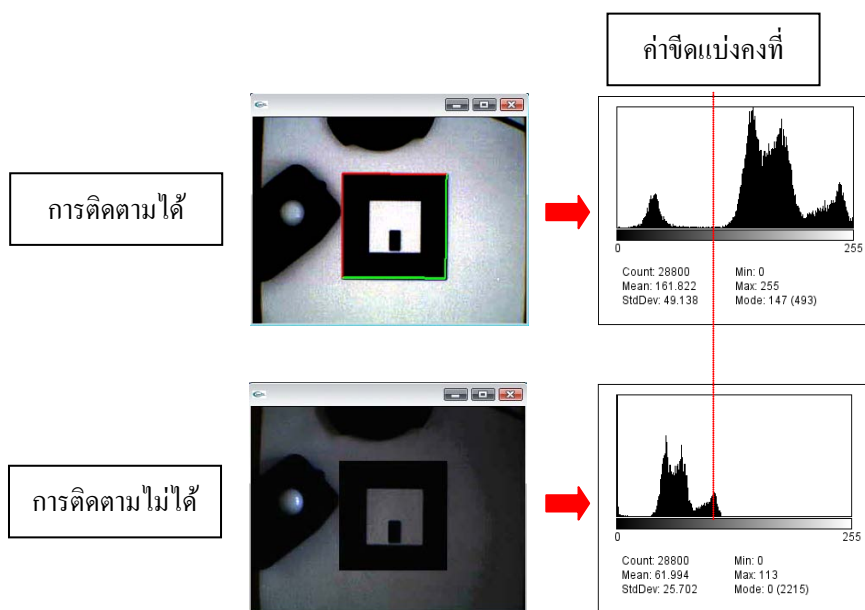 ค่าขีดแบ่งคงที่
การติดตามได้
0 255
Count: 28800 Min: 0
Mean: 161.822 Max: 255
StdDev: 49.138 Mode: 147 (493)
การติดตามไม่ได้
0 255
Count: 28800 Min: 0
Mean: 61.994 Max: 113
StdDev: 25.702 Mode: 0 (2215)